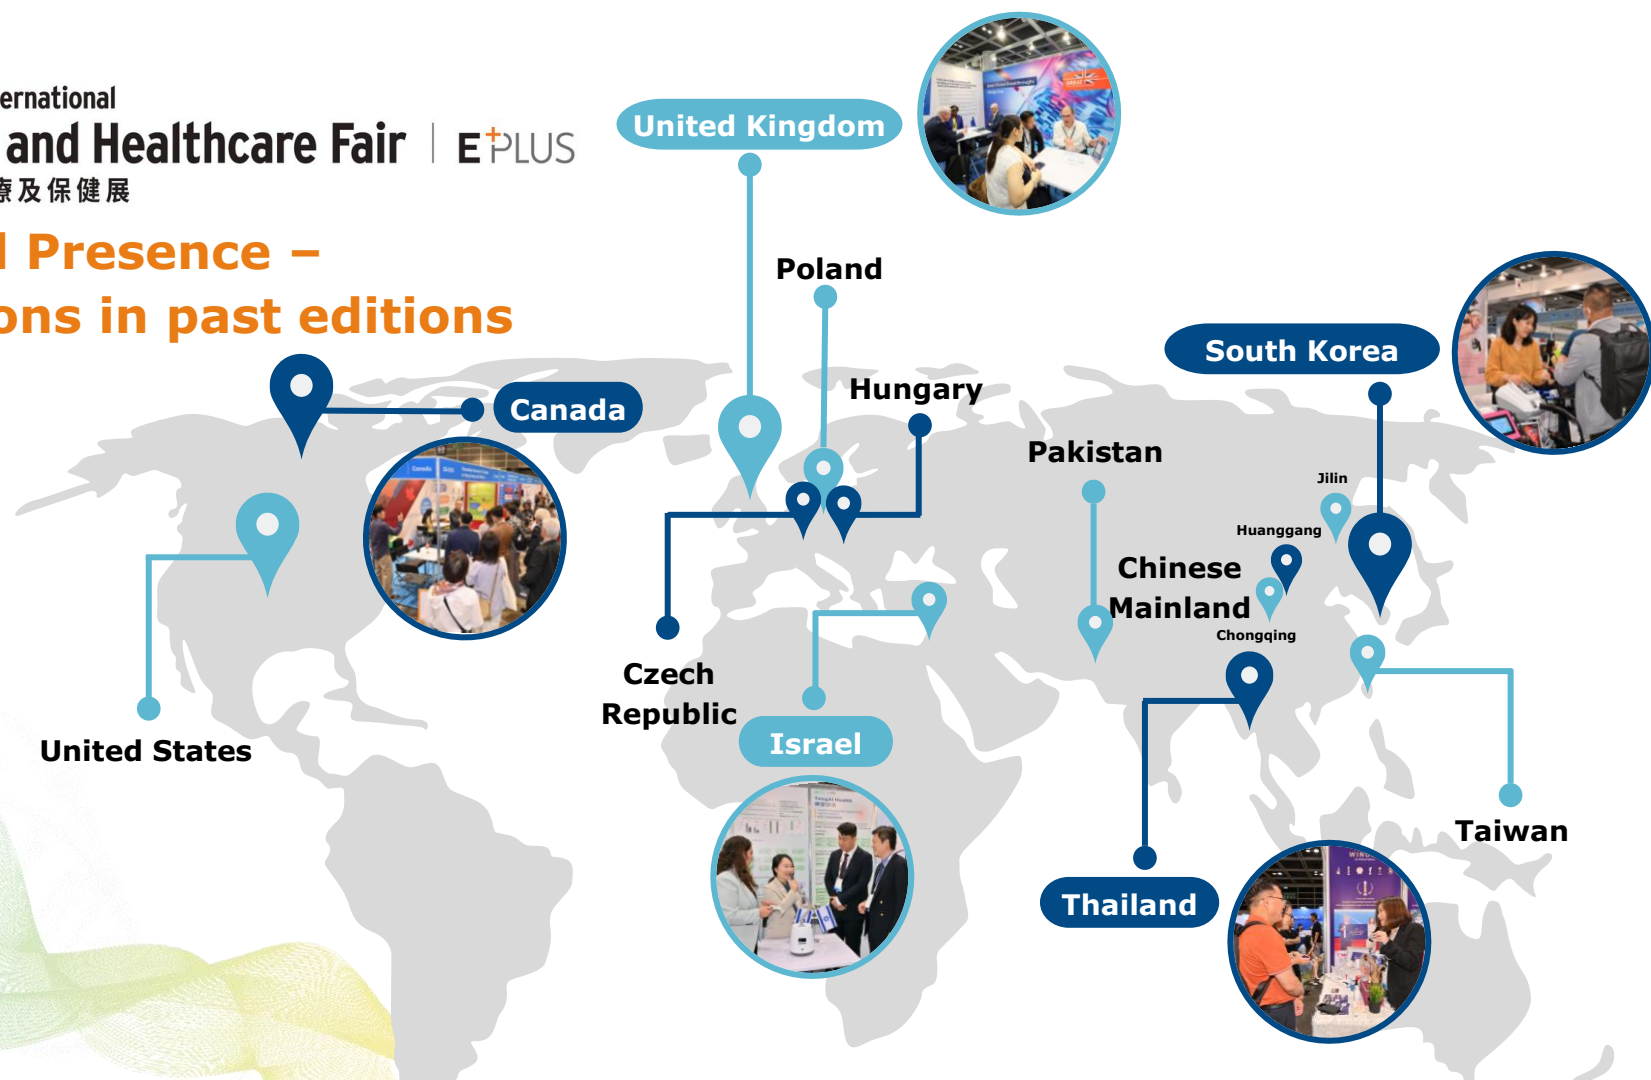 ernational
and Healthcare Fair | E+PLUS
療及保健展
l Presence –
ons in past editions
United Kingdom
Poland
Hungary
South Korea
Canada
Pakistan
Jilin
Huanggang
Chinese
Mainland
Chongqing
Czech
Republic
Israel
United States
Taiwan
Thailand